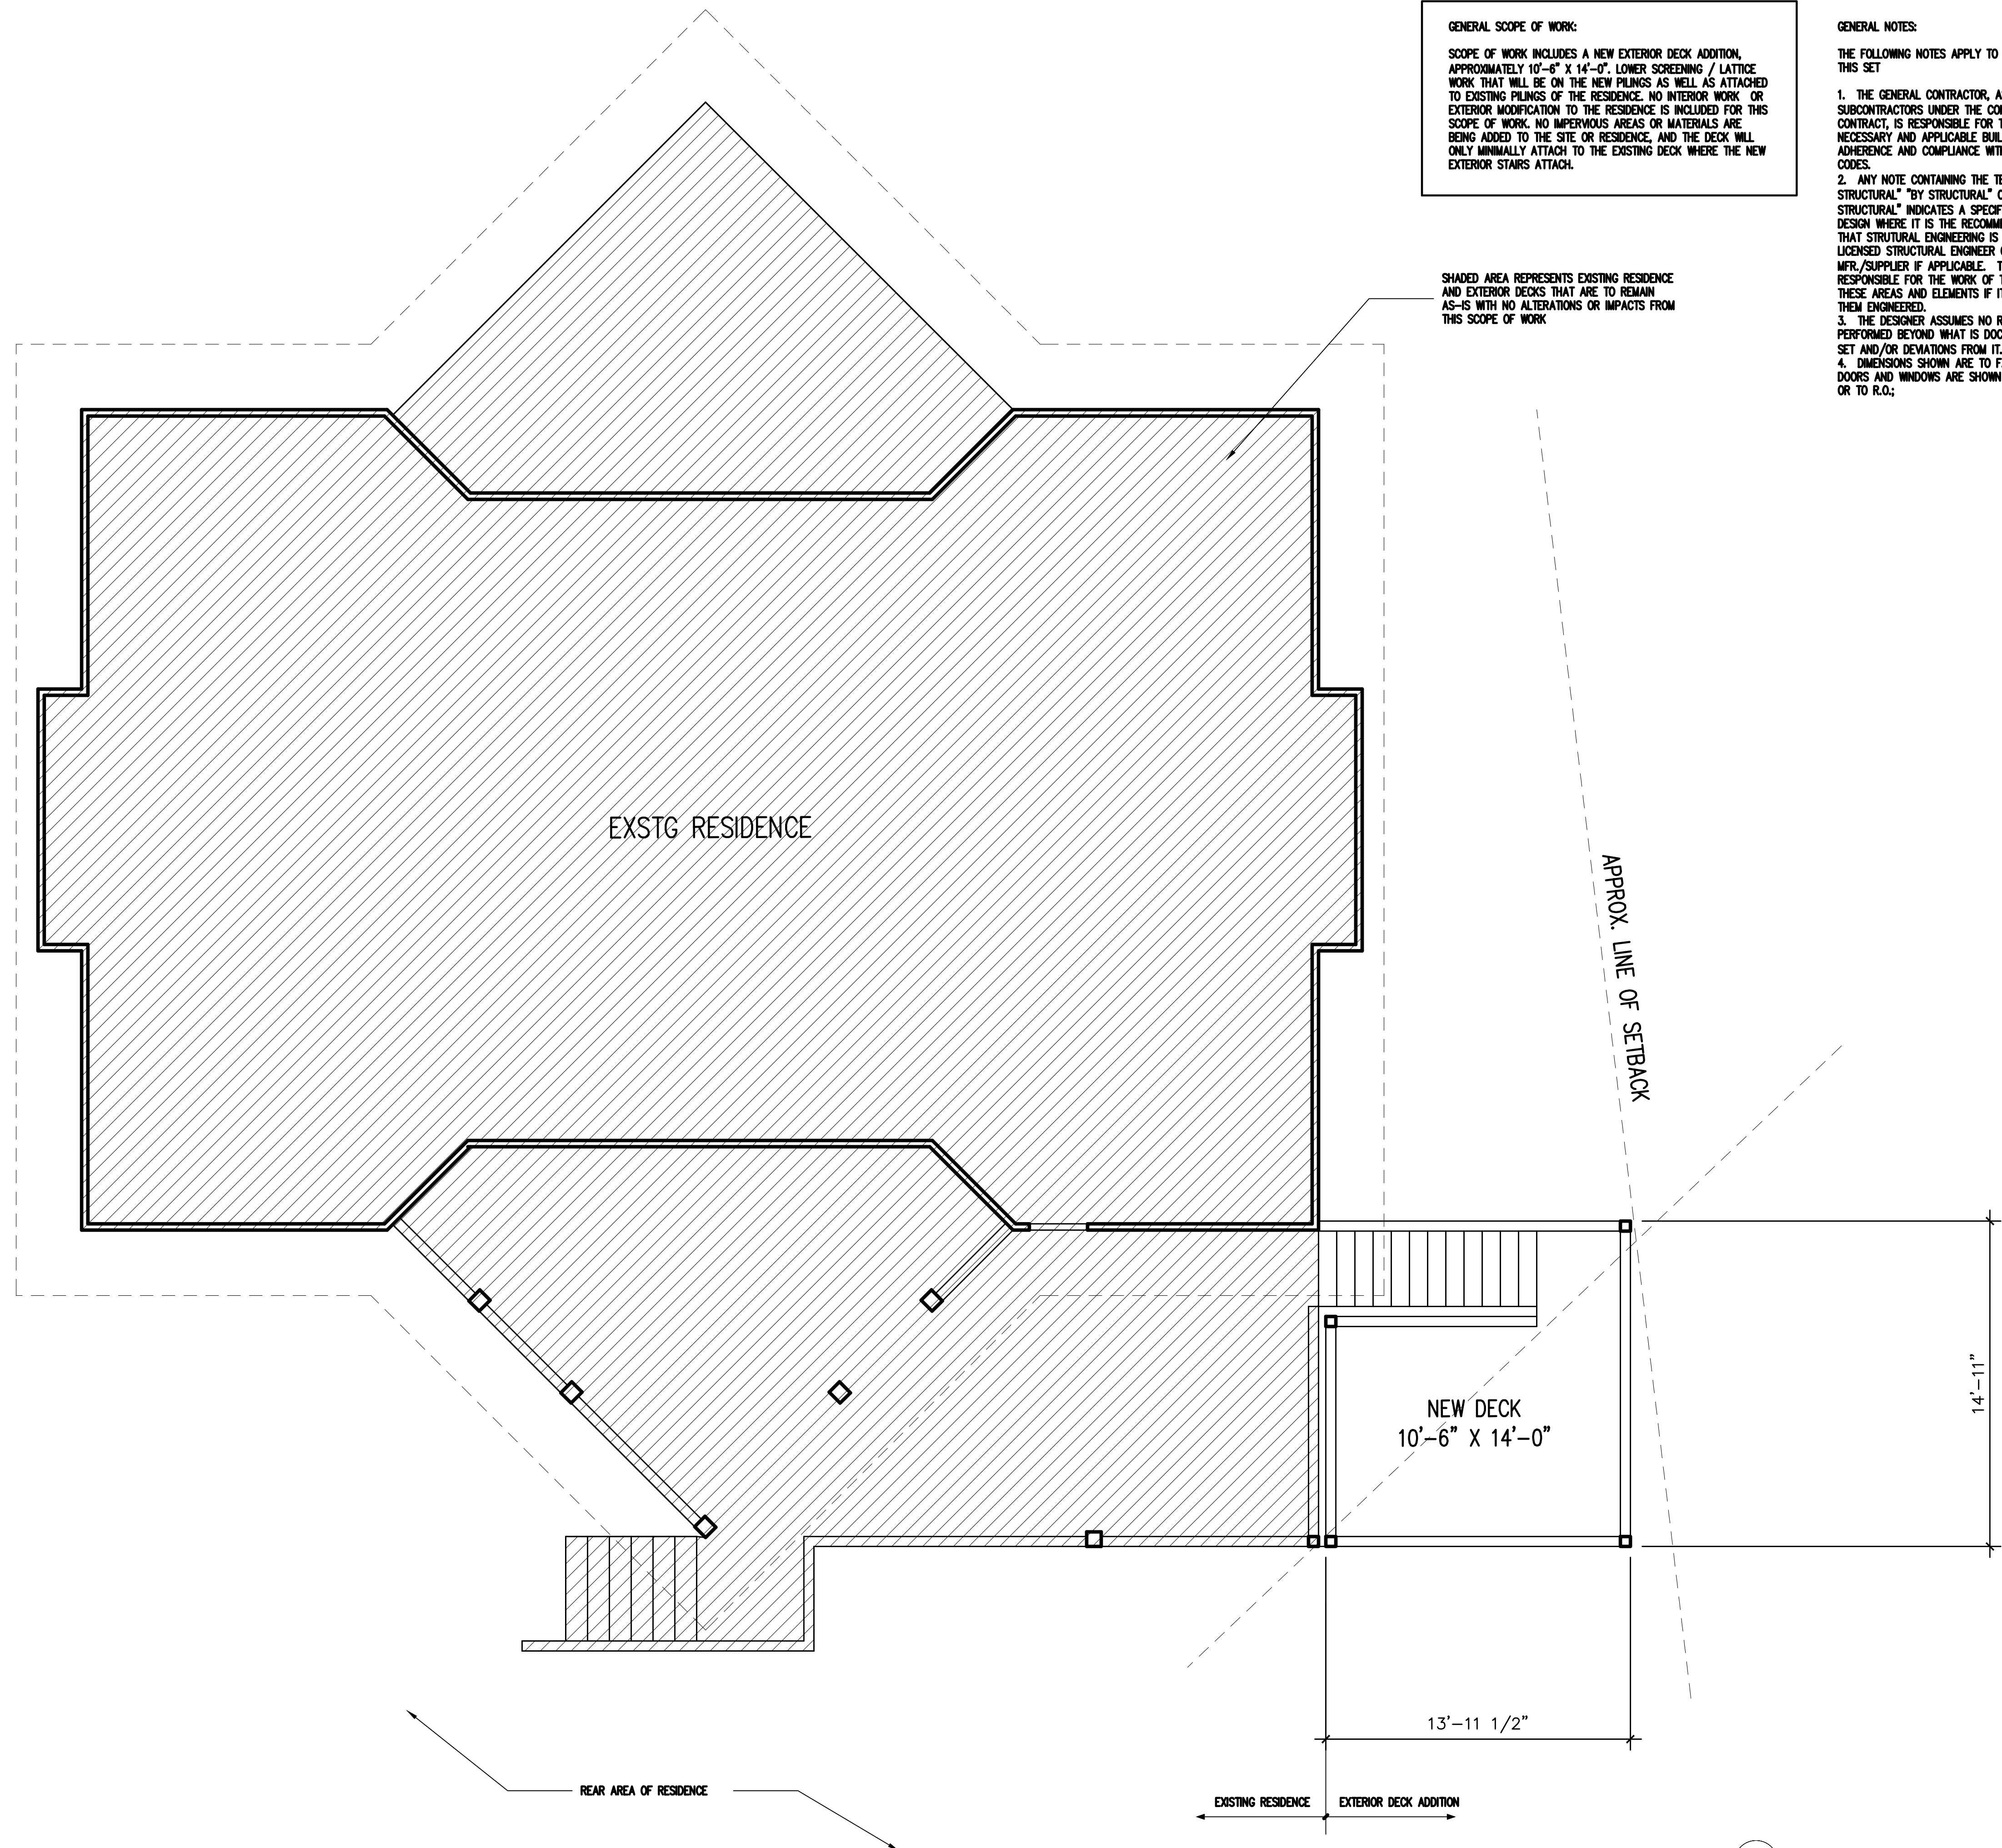 GENERAL SCOPE OF WORK:
SCOPE OF WORK INCLUDES A NEW EXTERIOR DECK ADDITION,
APPROXIMATELY 10'-6" X 14'-0". LOWER SCREENING / LATTICE
WORK THAT WILL BE ON THE NEW PILINGS AS WELL AS ATTACHED
TO EXISTING PILINGS OF THE RESIDENCE. NO INTERIOR WORK OR
EXTERIOR MODIFICATION TO THE RESIDENCE IS INCLUDED FOR THIS
SCOPE OF WORK. NO IMPERVIOUS AREAS OR MATERIALS ARE
BEING ADDED TO THE SITE OR RESIDENCE, AND THE DECK WILL
ONLY MINIMALLY ATTACH TO THE EXISTING DECK WHERE THE NEW
EXTERIOR STAIRS ATTACH.
GENERAL NOTES:
THE FOLLOWING NOTES APPLY TO
THIS SET
1. THE GENERAL CONTRACTOR, A
SUBCONTRACTORS UNDER THE
CONTRACT, IS RESPONSIBLE FOR
NECESSARY AND APPLICABLE
ADHERENCE AND COMPLIANCE
CODES.
2. ANY NOTE CONTAINING THE
STRUCTURAL" "BY STRUCTURAL"
STRUCTURAL" INDICATES A
DESIGN WHERE IT IS THE
THAT STRUTURAL ENGINEERING IS
LICENSED STRUCTURAL ENGINEER
MFR./SUPPLIER IF APPLICABLE.
RESPONSIBLE FOR THE WORK OF
THESE AREAS AND ELEMENTS IF
THEM ENGINEERED.
3. THE DESIGNER ASSUMES NO
PERFORMED BEYOND WHAT IS
SET AND/OR DEVIATIONS FROM IT.
4. DIMENSIONS SHOWN ARE TO
DOORS AND WINDOWS ARE SHOWN
OR TO R.O.;
SHADED AREA REPRESENTS EXISTING RESIDENCE
AND EXTERIOR DECKS THAT ARE TO REMAIN
AS-IS WITH NO ALTERATIONS OR IMPACTS FROM
THIS SCOPE OF WORK
EXSTG RESIDENCE
APPROX. LINE OF SETBACK
NEW DECK
10'-6" X 14'-0"
14'-11"
13'-11 1/2"
REAR AREA OF RESIDENCE
EXISTING RESIDENCE
EXTERIOR DECK ADDITION